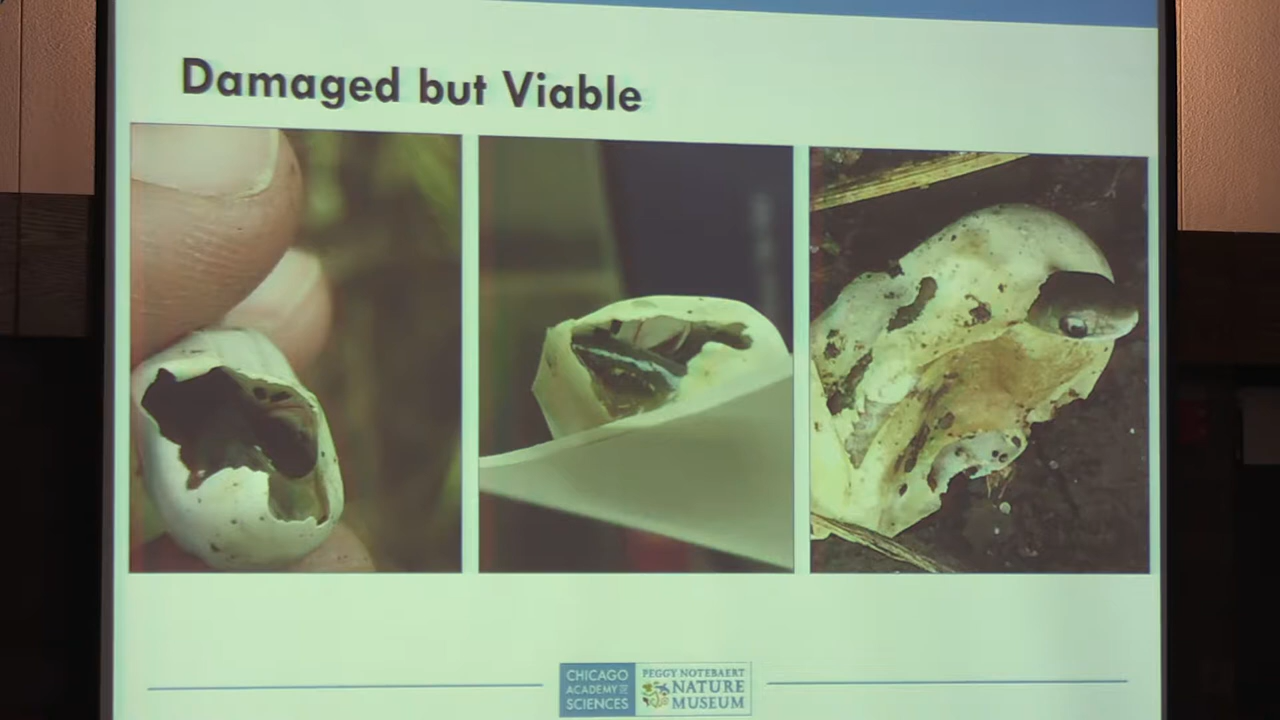 Damaged but Viable
CHICAGO
ACADEMY OF
SCIENCES
PEGGY NOTEBAERT
NATURE
MUSEUM